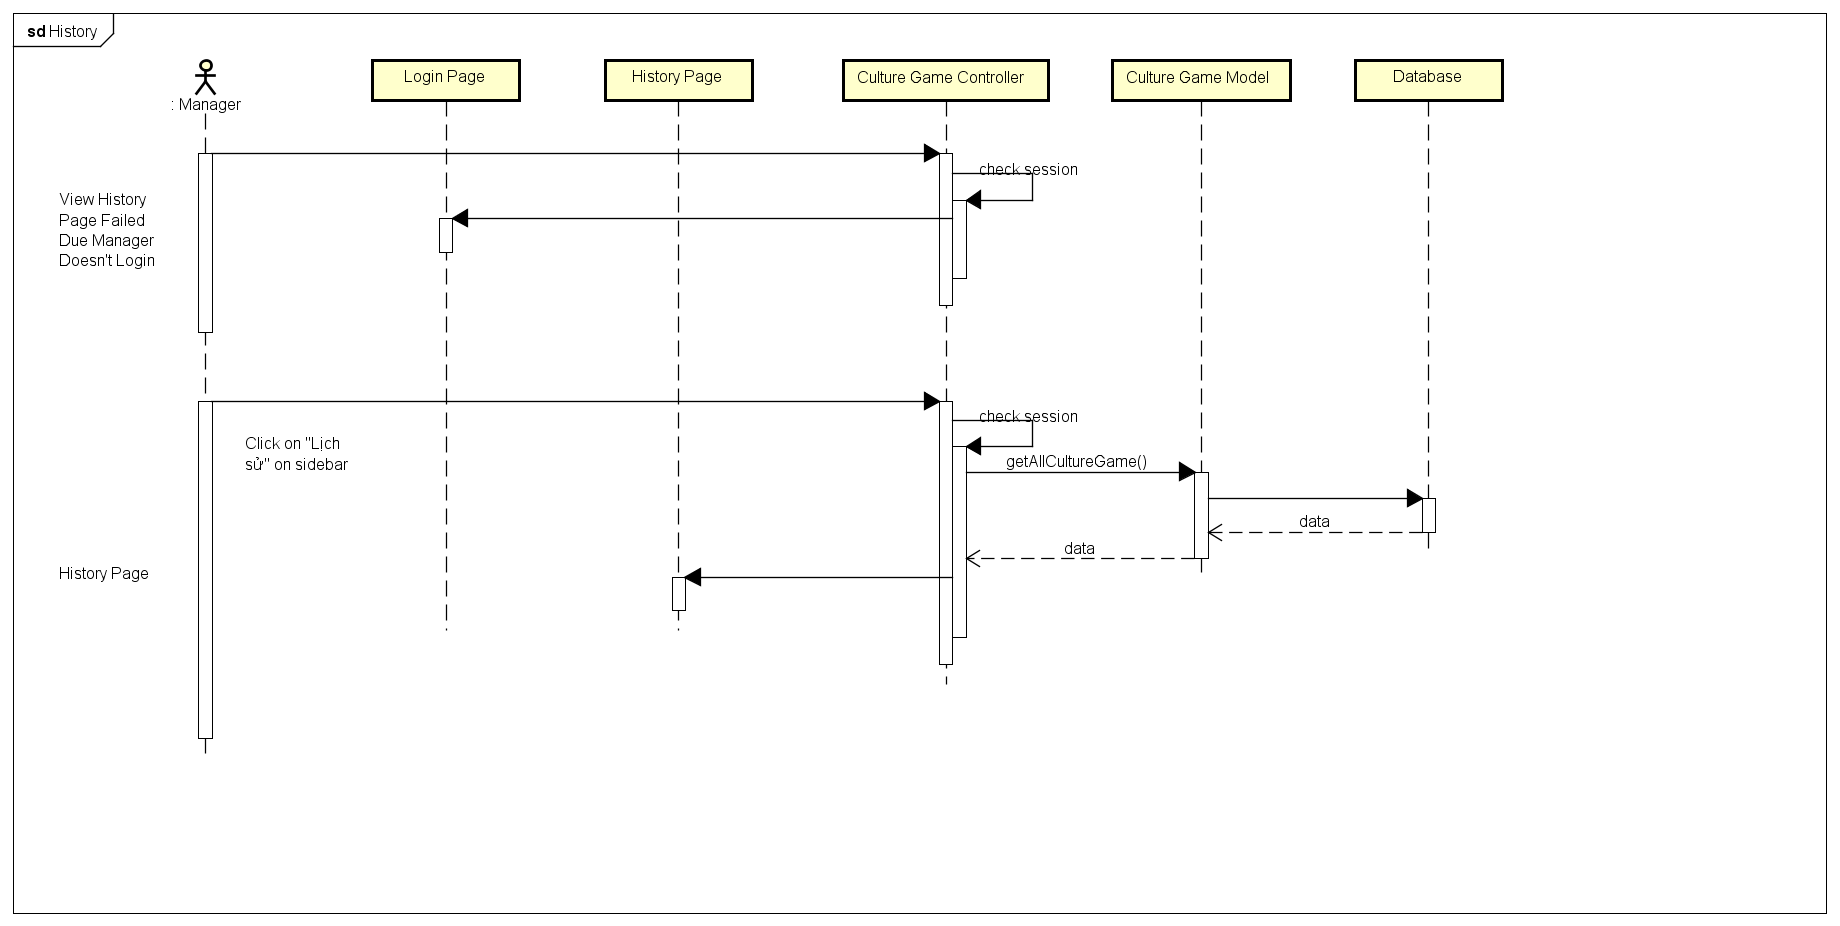 sd History
: Manager
Login Page
History Page
Culture Game Controller
Culture Game Model
Database
check session
View History
Page Failed
Due Manager
Doesn't Login
check session
Click on "Lịch
sử" on sidebar
getAllCultureGame()
data
data
History Page